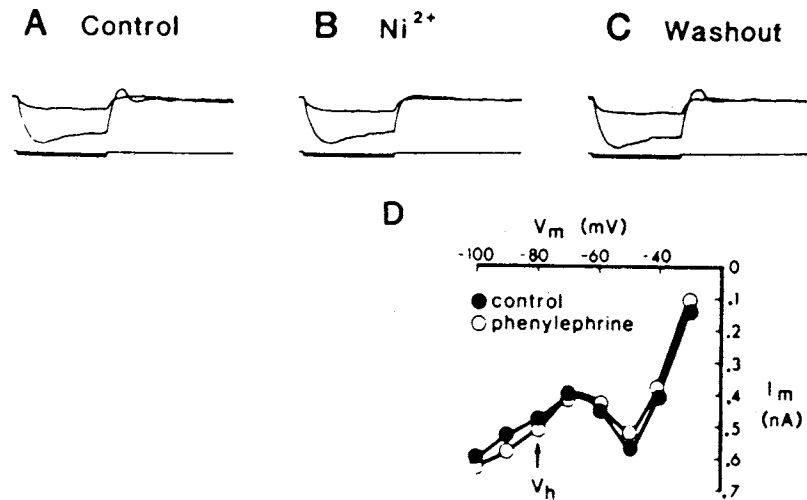 A Control
B Ni²⁺
C Washout
D
Vm (mV)
-100 -80 -60 -40
0
.1
control
phenylephrine
.2
.3
.4
Im
(nA)
.5
.6
.7
Vh